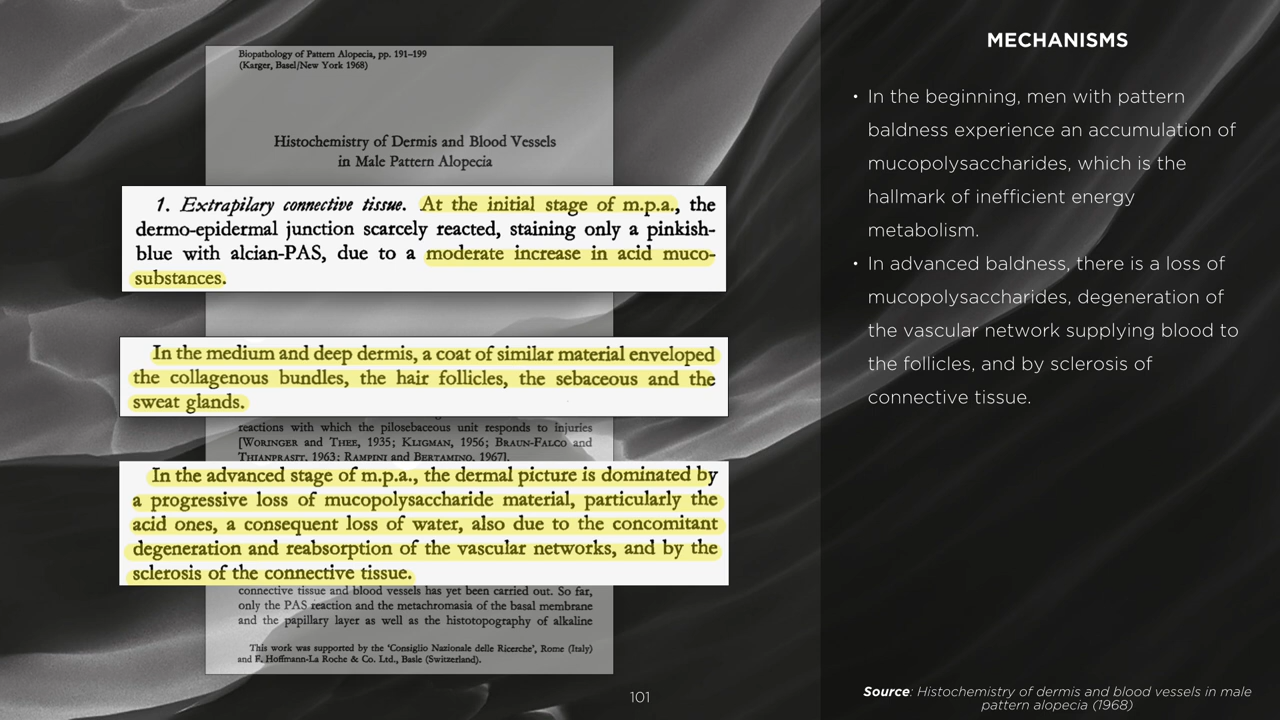 Biopathology of Pattern Alopecia, pp. 191–199
(Karger, Basel/New York 1968)
Histochemistry of Dermis and Blood Vessels
in Male Pattern Alopecia
1. Extrapilary connective tissue. At the initial stage of m.p.a., the
dermo-epidermal junction scarcely reacted, staining only a pinkish-
blue with alcian-PAS, due to a moderate increase in acid muco-
substances.
In the medium and deep dermis, a coat of similar material enveloped
the collagenous bundles, the hair follicles, the sebaceous and the
sweat glands.
reactions with which the pilosebaceous unit responds to injuries
[WORINGER and THEE, 1935; KLIGMAN, 1956; BRAUN-FALCO and
THIANPRASIT, 1963; RAMPINI and BERTAMINO, 1967].
In the advanced stage of m.p.a., the dermal picture is dominated by
a progressive loss of mucopolysaccharide material, particularly the
acid ones, a consequent loss of water, also due to the concomitant
degeneration and reabsorption of the vascular networks, and by the
sclerosis of the connective tissue.
connective tissue and blood vessels has yet been carried out. So far,
only the PAS reaction and the metachromasia of the basal membrane
and the papillary layer as well as the histotopography of alkaline
This work was supported by the 'Consiglio Nazionale delle Ricerche', Rome (Italy)
and F. Hoffmann-La Roche & Co. Ltd., Basle (Switzerland).
101
MECHANISMS
• In the beginning, men with pattern
baldness experience an accumulation of
mucopolysaccharides, which is the
hallmark of inefficient energy
metabolism.
• In advanced baldness, there is a loss of
mucopolysaccharides, degeneration of
the vascular network supplying blood to
the follicles, and by sclerosis of
connective tissue.
Source: Histochemistry of dermis and blood vessels in male
pattern alopecia (1968)